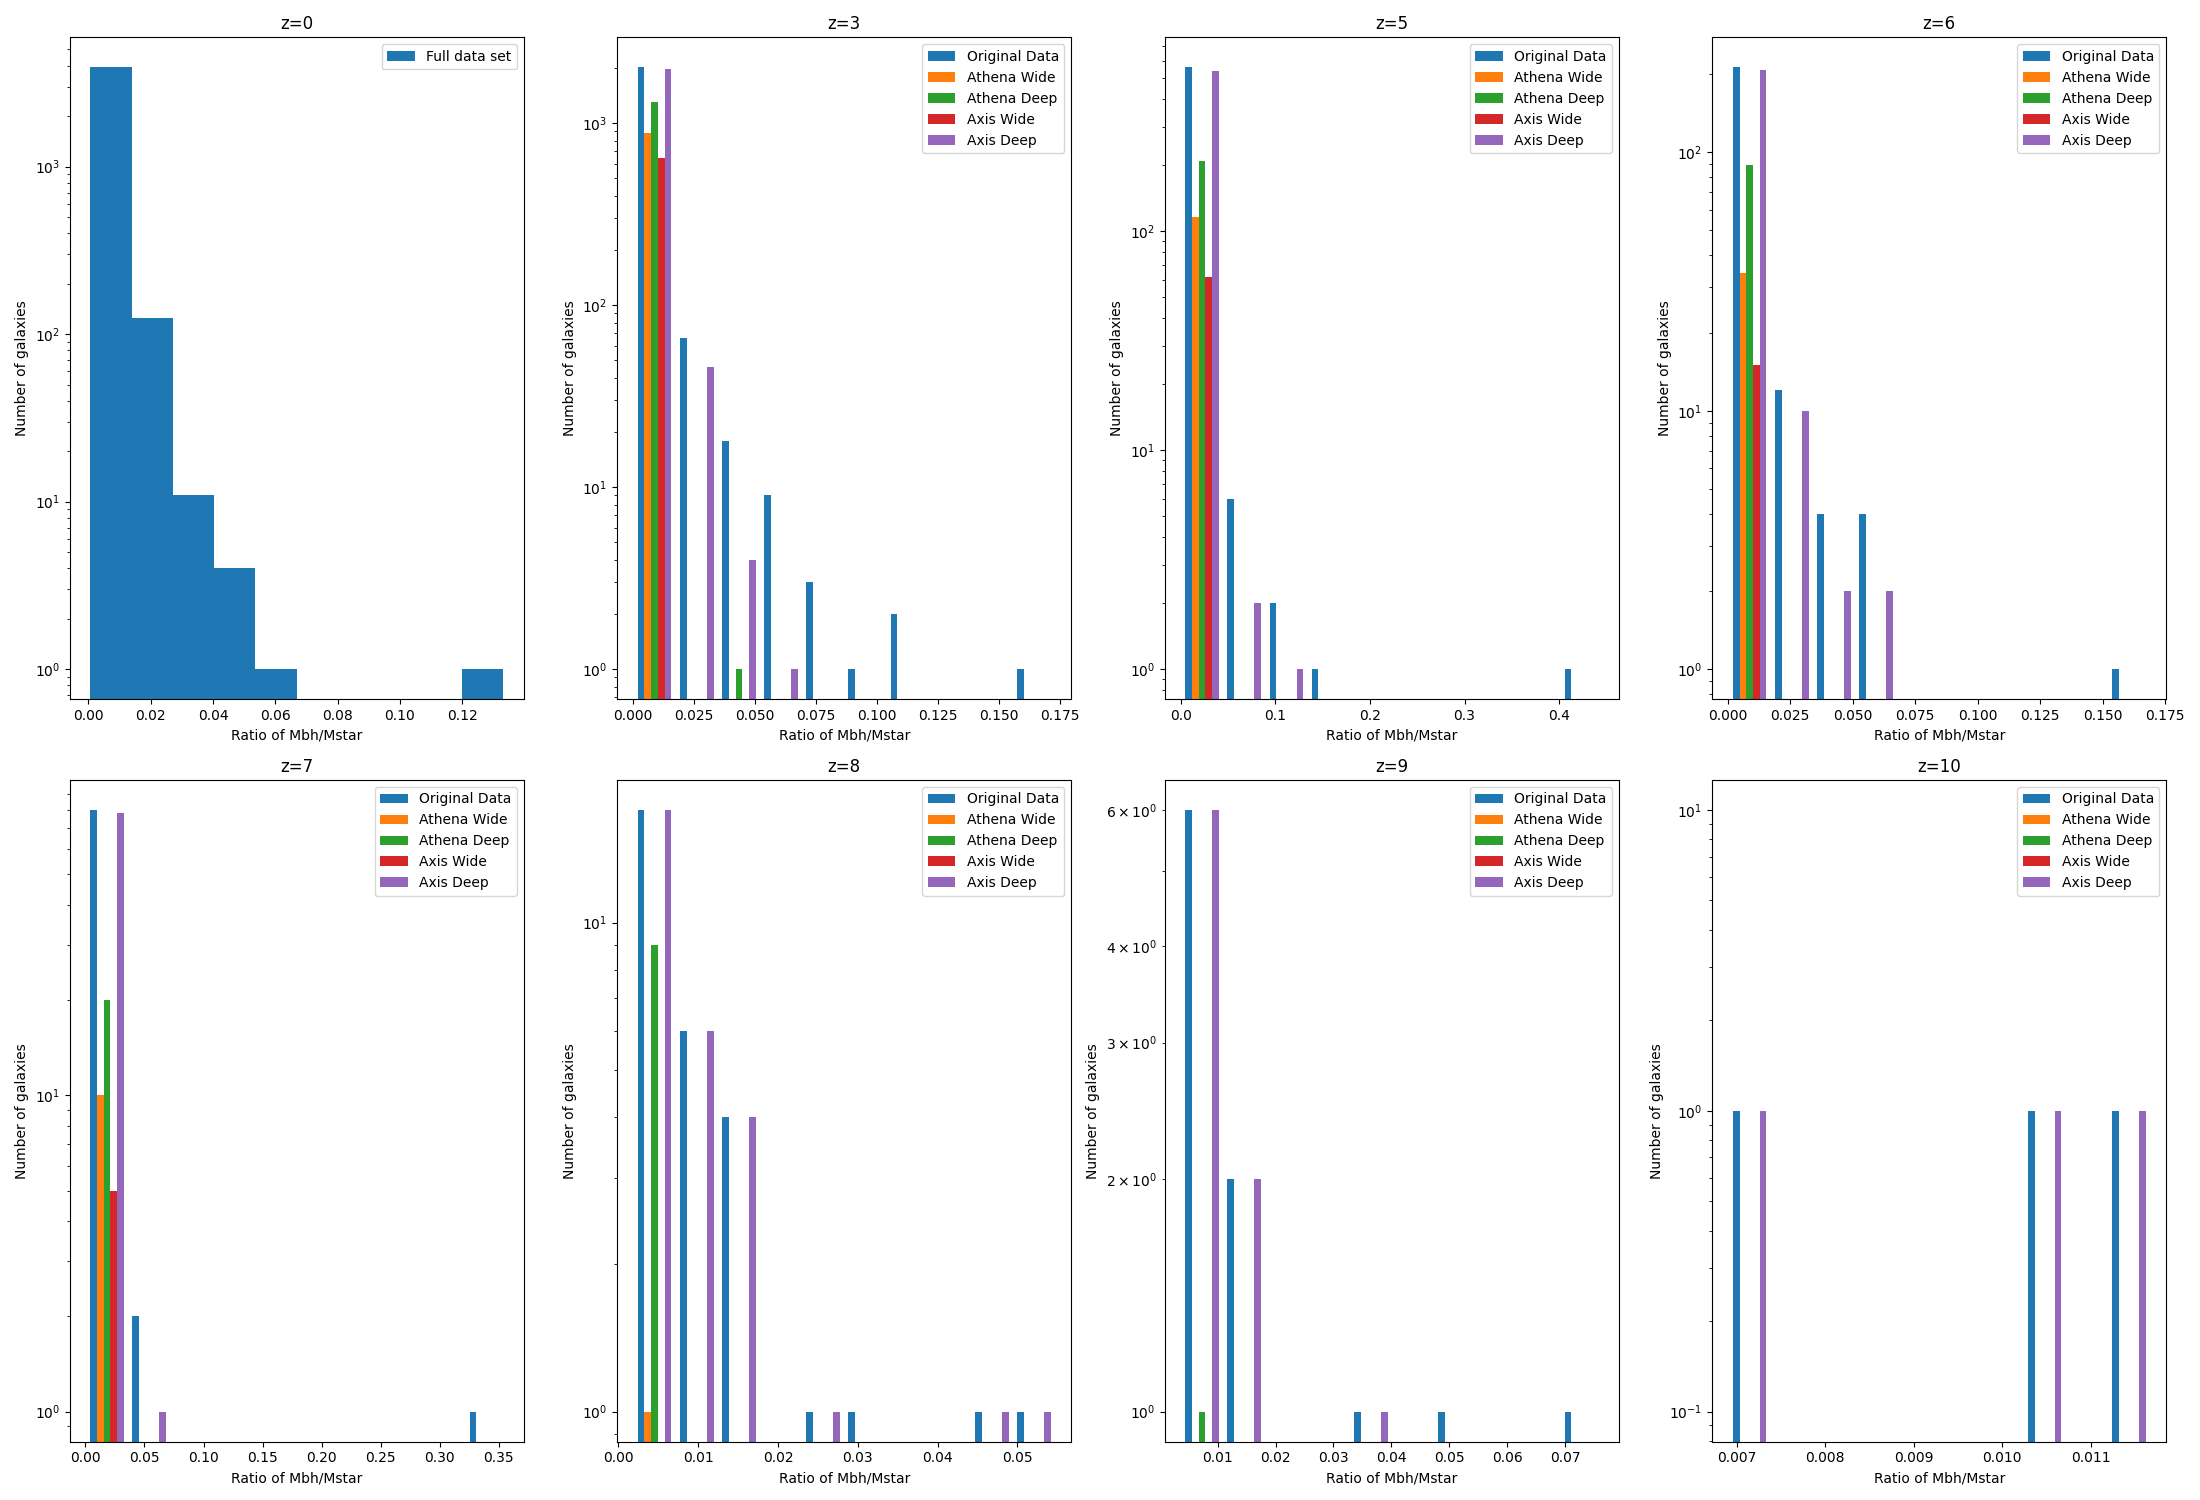 z=0
Full data set
10^3
10^2
10^1
10^0
Number of galaxies
0.00 0.02 0.04 0.06 0.08 0.10 0.12
Ratio of Mbh/Mstar
z=3
Original Data
Athena Wide
Athena Deep
Axis Wide
Axis Deep
10^3
10^2
10^1
10^0
Number of galaxies
0.000 0.025 0.050 0.075 0.100 0.125 0.150 0.175
Ratio of Mbh/Mstar
z=5
Original Data
Athena Wide
Athena Deep
Axis Wide
Axis Deep
10^2
10^1
10^0
Number of galaxies
0.0 0.1 0.2 0.3 0.4
Ratio of Mbh/Mstar
z=6
Original Data
Athena Wide
Athena Deep
Axis Wide
Axis Deep
10^2
10^1
10^0
Number of galaxies
0.000 0.025 0.050 0.075 0.100 0.125 0.150 0.175
Ratio of Mbh/Mstar
z=7
Original Data
Athena Wide
Athena Deep
Axis Wide
Axis Deep
10^1
10^0
Number of galaxies
0.00 0.05 0.10 0.15 0.20 0.25 0.30 0.35
Ratio of Mbh/Mstar
z=8
Original Data
Athena Wide
Athena Deep
Axis Wide
Axis Deep
10^1
10^0
Number of galaxies
0.00 0.01 0.02 0.03 0.04 0.05
Ratio of Mbh/Mstar
z=9
Original Data
Athena Wide
Athena Deep
Axis Wide
Axis Deep
6 × 10^0
4 × 10^0
3 × 10^0
2 × 10^0
10^0
Number of galaxies
0.01 0.02 0.03 0.04 0.05 0.06 0.07
Ratio of Mbh/Mstar
z=10
Original Data
Athena Wide
Athena Deep
Axis Wide
Axis Deep
10^1
10^0
10^−1
Number of galaxies
0.007 0.008 0.009 0.010 0.011
Ratio of Mbh/Mstar